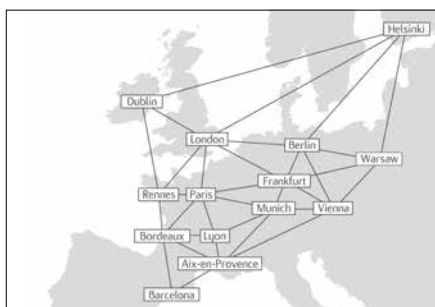 Helsinki
Dublin
London
Berlin
Warsaw
Frankfurt
Rennes
Paris
Munich
Vienna
Bordeaux
Lyon
Aix-en-Provence
Barcelona